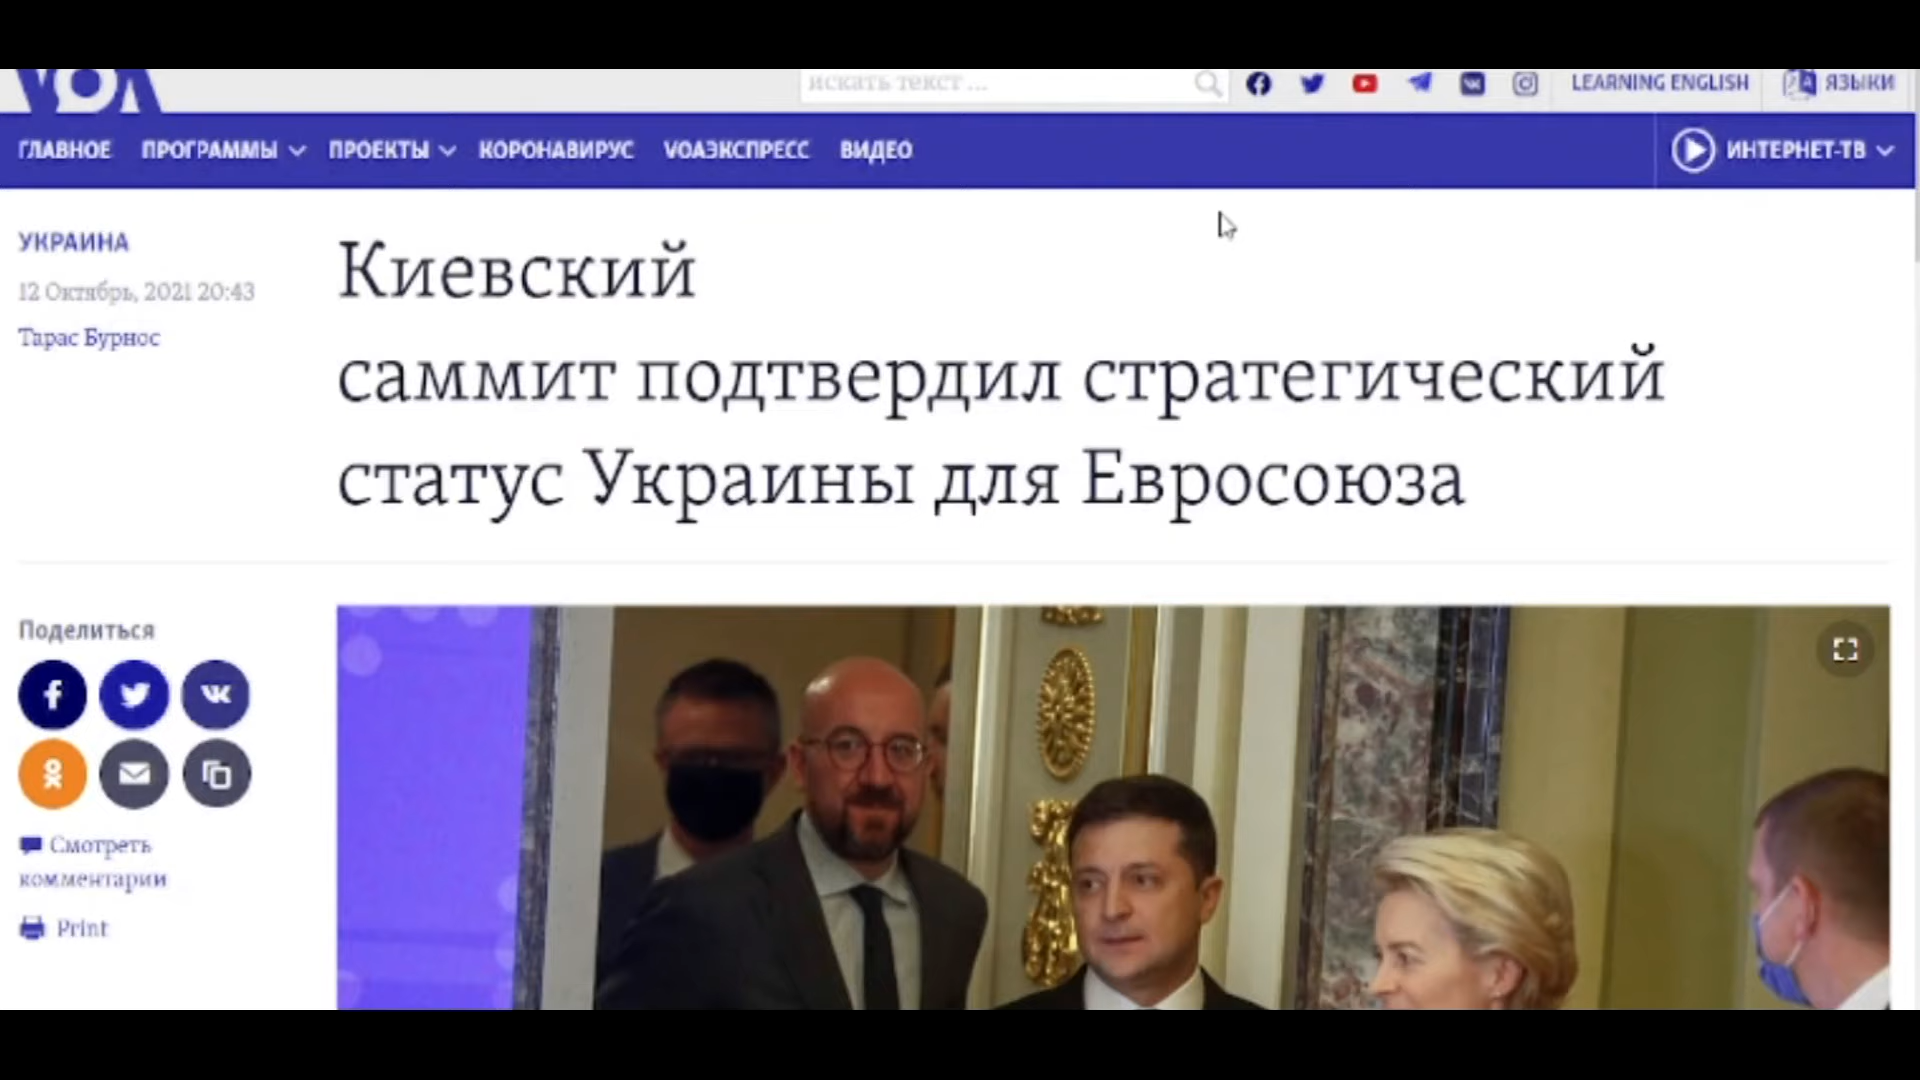 VOA
искать текст ...
LEARNING ENGLISH
ЯЗЫКИ
ГЛАВНОЕ ПРОГРАММЫ ПРОЕКТЫ КОРОНАВИРУС VOAЭКСПРЕСС ВИДЕО
ИНТЕРНЕТ-ТВ
УКРАИНА
12 Октябрь, 2021 20:43
Тарас Бурнос
Киевский
саммит подтвердил стратегический
статус Украины для Евросоюза
Поделиться
Смотреть
комментарии
Print